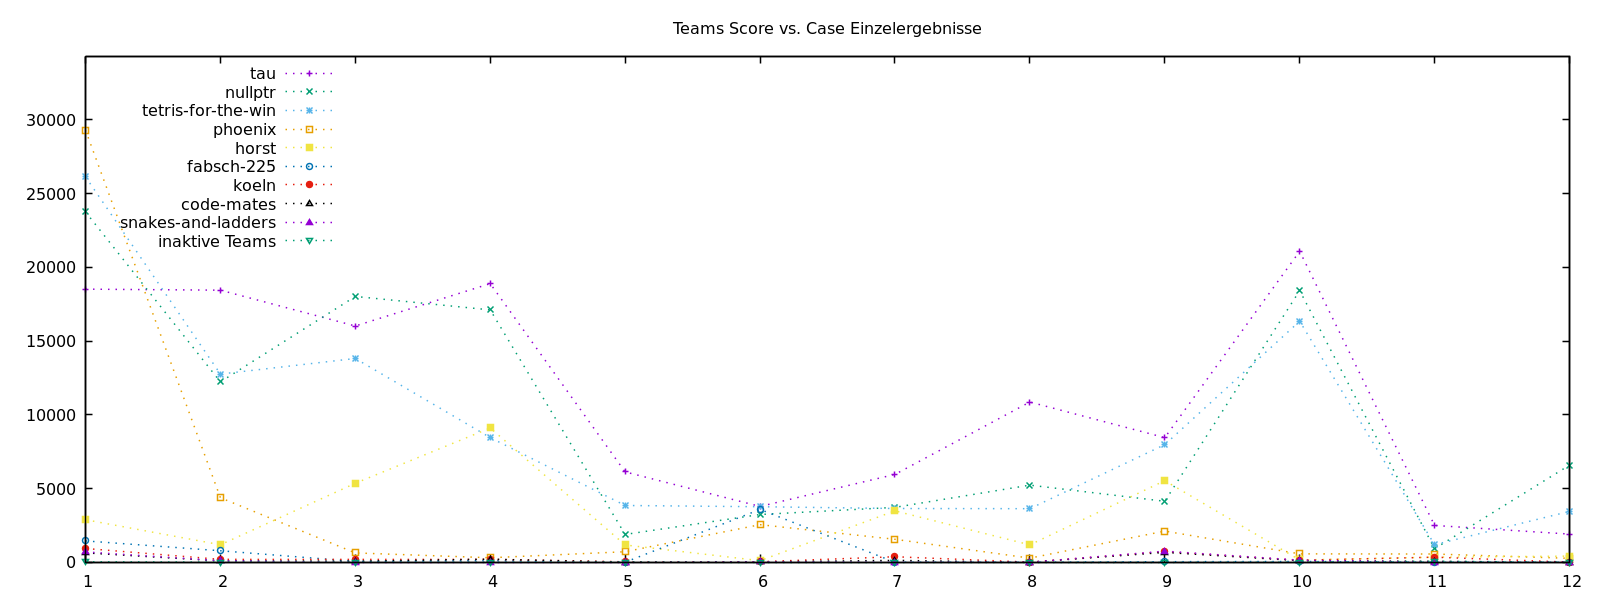 Teams Score vs. Case Einzelergebnisse
tau
nullptr
tetris-for-the-win
phoenix
horst
fabsch-225
koeln
code-mates
snakes-and-ladders
inaktive Teams
30000
25000
20000
15000
10000
5000
0
1 2 3 4 5 6 7 8 9 10 11 12